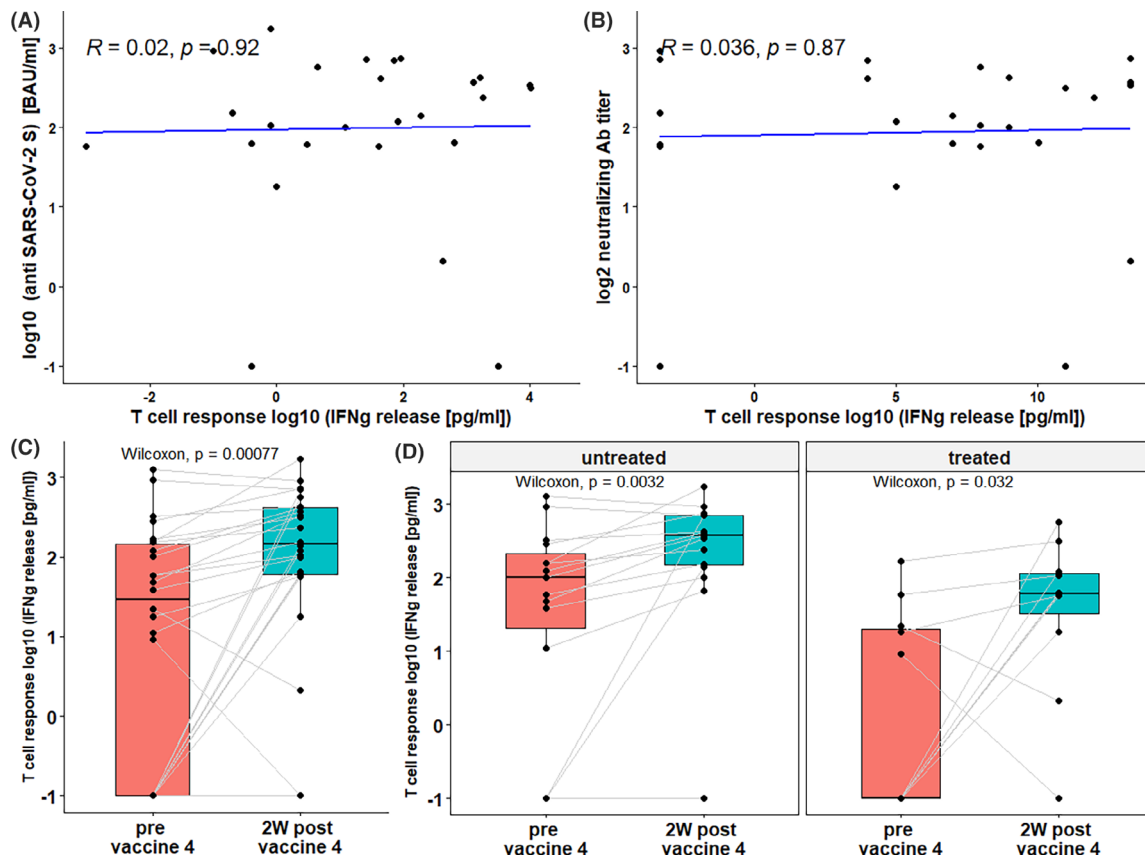 (A)
R = 0.02, p = 0.92
log10 (anti SARS-CoV-2 S) [BAU/ml]
3
2
1
0
-1
-2
0
2
4
T cell response log10 (IFNg release [pg/ml])
(B)
R = 0.036, p = 0.87
log2 neutralizing Ab titer
3
2
1
0
-1
0
5
10
T cell response log10 (IFNg release [pg/ml])
(C)
Wilcoxon, p = 0.00077
T cell response log10 (IFNg release [pg/ml])
3
2
1
0
-1
pre
vaccine 4
2W post
vaccine 4
(D)
untreated
Wilcoxon, p = 0.0032
T cell response log10 (IFNg release [pg/ml])
3
2
1
0
-1
pre
vaccine 4
2W post
vaccine 4
treated
Wilcoxon, p = 0.032
pre
vaccine 4
2W post
vaccine 4